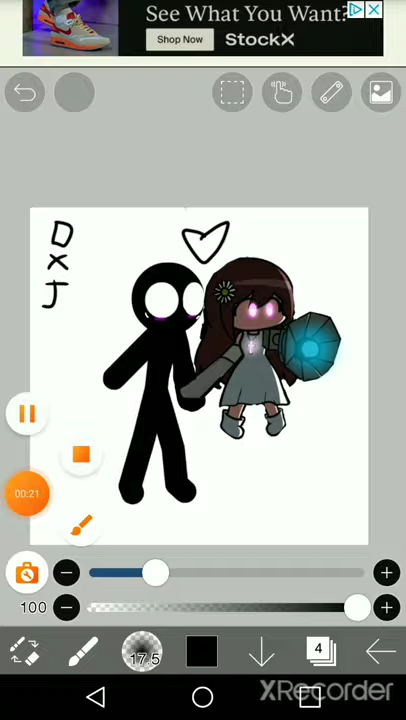 See What You Want?
Shop Now StockX
D
X
J
00:21
100
17.5
4
XRecorder